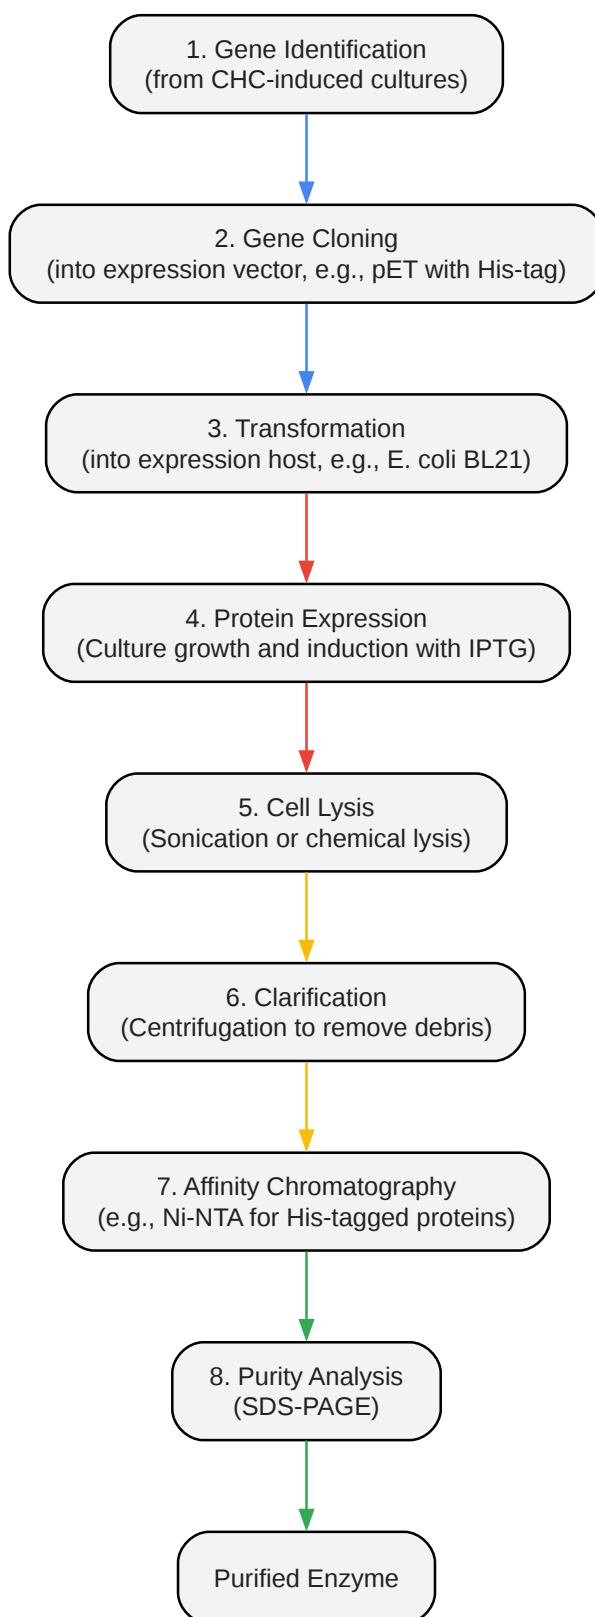 1. Gene Identification
(from CHC-induced cultures)
2. Gene Cloning
(into expression vector, e.g., pET with His-tag)
3. Transformation
(into expression host, e.g., E. coli BL21)
4. Protein Expression
(Culture growth and induction with IPTG)
5. Cell Lysis
(Sonication or chemical lysis)
6. Clarification
(Centrifugation to remove debris)
7. Affinity Chromatography
(e.g., Ni-NTA for His-tagged proteins)
8. Purity Analysis
(SDS-PAGE)
Purified Enzyme